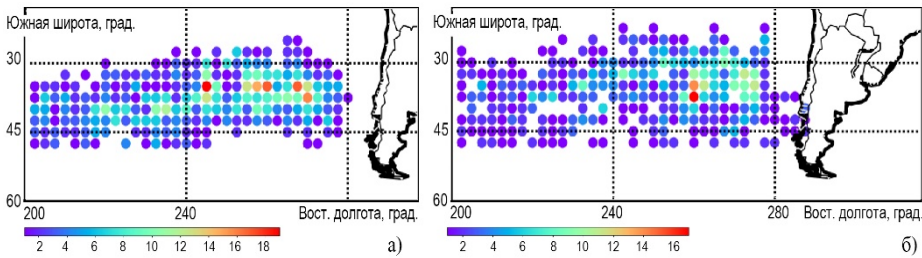 Южная широта, град.
30
45
60
200
240
Вост. долгота, град.
2 4 6 8 10 12 14 16 18
а)
Южная широта, град.
30
45
60
200
240
280
Вост. долгота, град.
2 4 6 8 10 12 14 16
б)